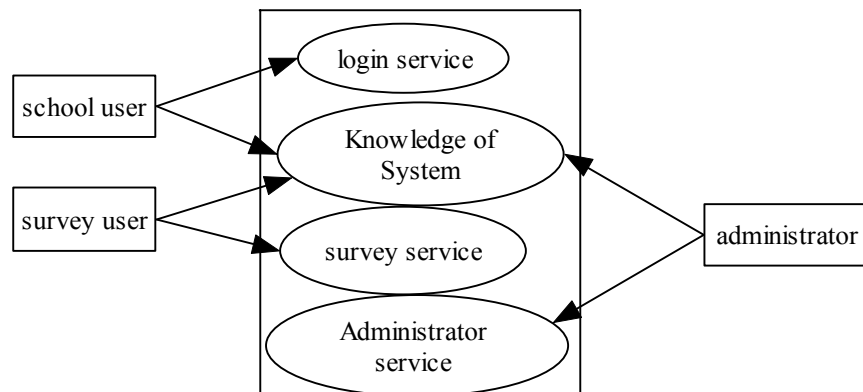 login service
school user
Knowledge of
System
survey user
survey service
administrator
Administrator
service